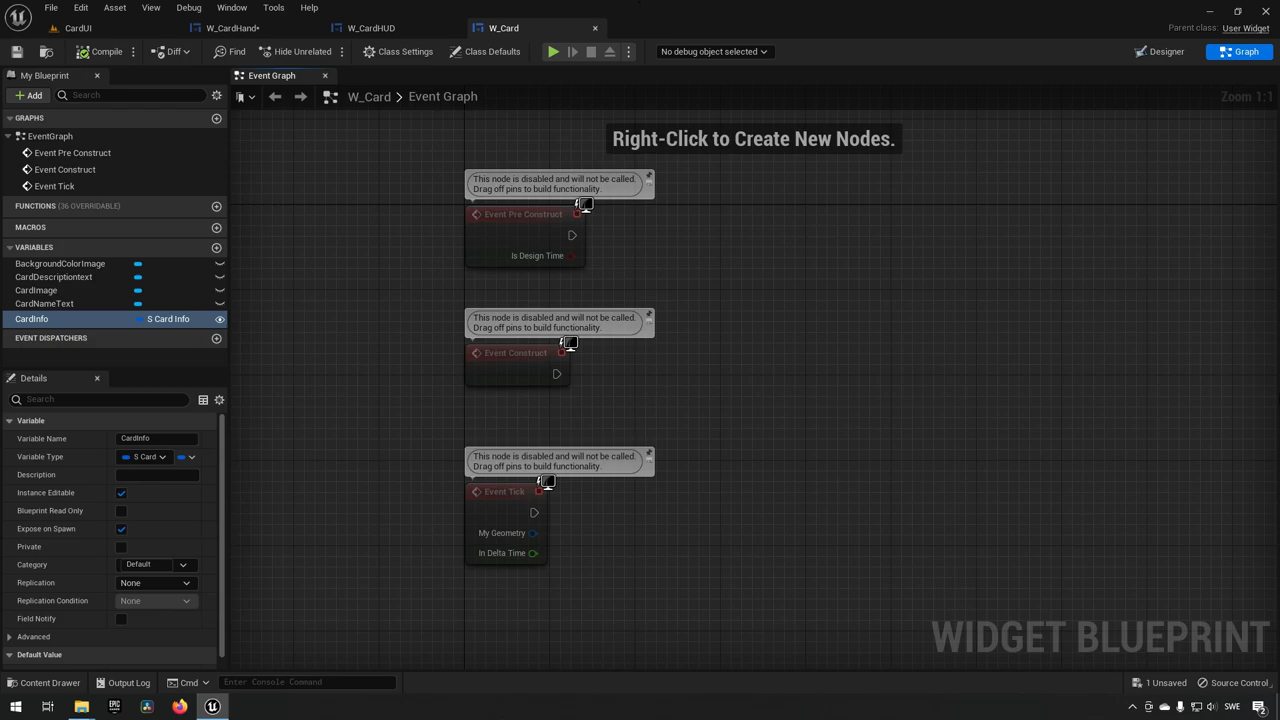 File Edit Asset View Debug Window Tools Help
CardUI
W_CardHand*
W_CardHUD
W_Card
Parent class: User Widget
Compile
Diff
Find
Hide Unrelated
Class Settings
Class Defaults
No debug object selected
Designer
Graph
My Blueprint
Event Graph
Add
Search
W_Card > Event Graph
Zoom 1:1
GRAPHS
EventGraph
Event Pre Construct
Event Construct
Event Tick
FUNCTIONS (36 OVERRIDABLE)
MACROS
VARIABLES
BackgroundColorImage
CardDescriptiontext
CardImage
CardNameText
CardInfo S Card Info
EVENT DISPATCHERS
Details
Search
Variable
Variable Name CardInfo
Variable Type S Card
Description
Instance Editable
Blueprint Read Only
Expose on Spawn
Private
Category Default
Replication None
Replication Condition None
Field Notify
Advanced
Default Value
Right-Click to Create New Nodes.
This node is disabled and will not be called.
Drag off pins to build functionality.
Event Pre Construct
Is Design Time
This node is disabled and will not be called.
Drag off pins to build functionality.
Event Construct
This node is disabled and will not be called.
Drag off pins to build functionality.
Event Tick
My Geometry
In Delta Time
WIDGET BLUEPRINT
Content Drawer
Output Log
Cmd
Enter Console Command
1 Unsaved
Source Control
SWE
2